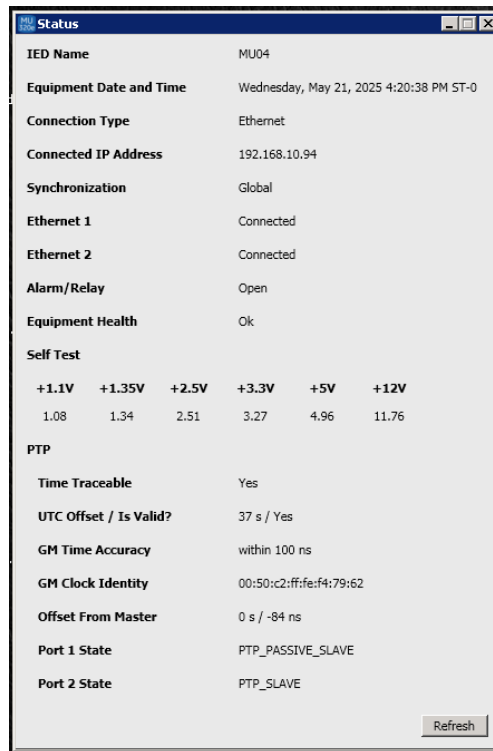 MU 320e Status
IED Name MU04
Equipment Date and Time Wednesday, May 21, 2025 4:20:38 PM ST-0
Connection Type Ethernet
Connected IP Address 192.168.10.94
Synchronization Global
Ethernet 1 Connected
Ethernet 2 Connected
Alarm/Relay Open
Equipment Health Ok
Self Test
+1.1V +1.35V +2.5V +3.3V +5V +12V
1.08 1.34 2.51 3.27 4.96 11.76
PTP
Time Traceable Yes
UTC Offset / Is Valid? 37 s / Yes
GM Time Accuracy within 100 ns
GM Clock Identity 00:50:c2:ff:fe:f4:79:62
Offset From Master 0 s / -84 ns
Port 1 State PTP_PASSIVE_SLAVE
Port 2 State PTP_SLAVE
Refresh